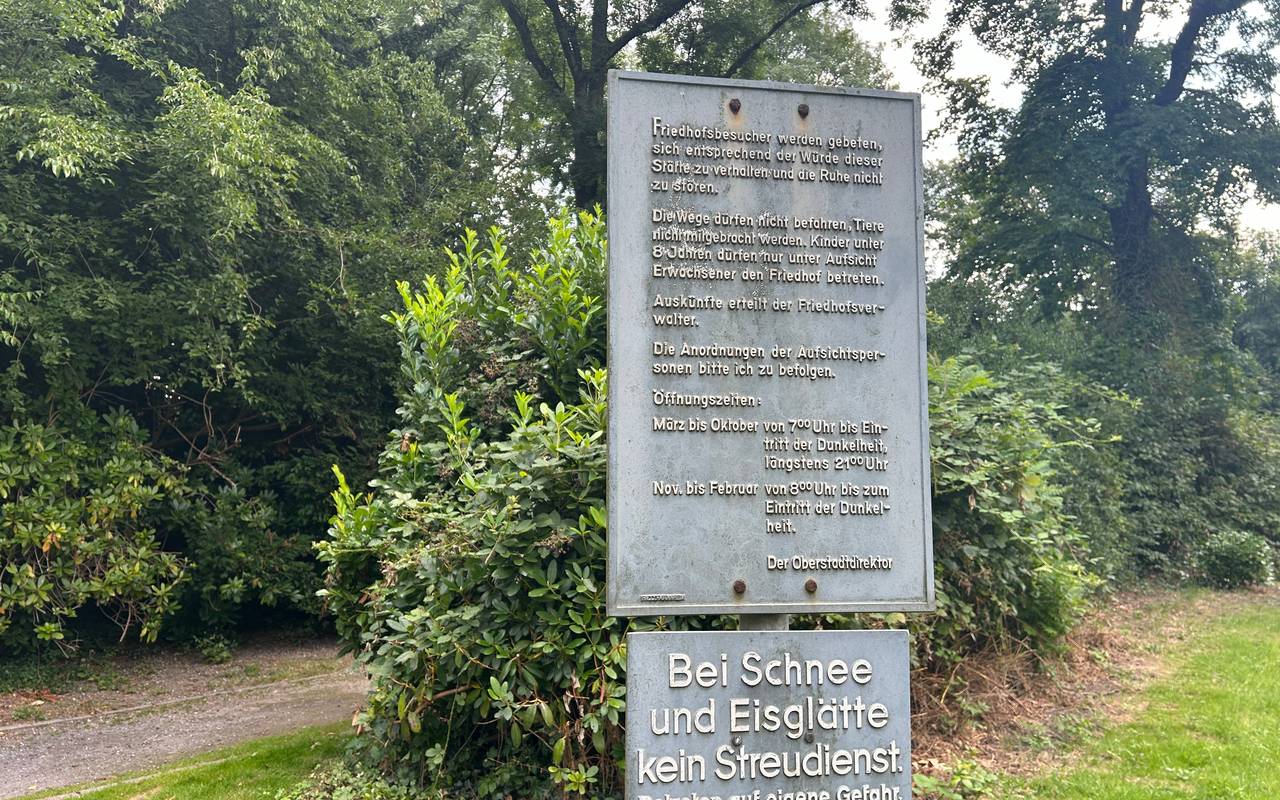 Friedhofsbesucher werden gebeten,
sich entsprechend der Würde dieser
Stätte zu verhalten und die Ruhe nicht
zu stören.
Die Wege dürfen nicht befahren, Tiere
nicht mitgebracht werden. Kinder unter
8 Jahren dürfen nur unter Aufsicht
Erwachsener den Friedhof betreten.
Auskünfte erteilt der Friedhofsver-
walter.
Die Anordnungen der Aufsichtsper-
sonen bitte ich zu befolgen.
Öffnungszeiten:
März bis Oktober von 7⁰⁰ Uhr bis Ein-
tritt der Dunkelheit,
längstens 21⁰⁰ Uhr
Nov. bis Februar von 8⁰⁰ Uhr bis zum
Eintritt der Dunkel-
heit.
Der Oberstadtdirektor
Bei Schnee
und Eisglätte
kein Streudienst.
Betreten auf eigene Gefahr.